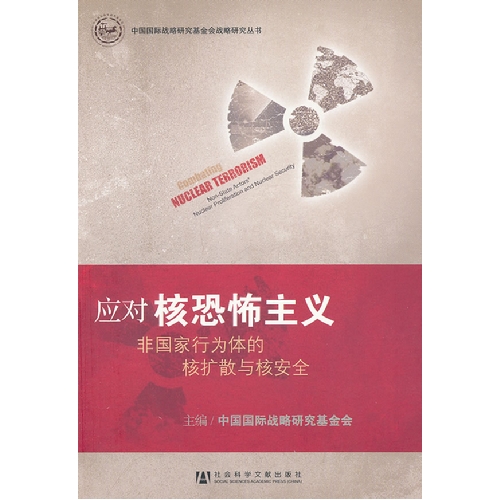 中国国际战略研究基金会战略研究丛书
Combating
NUCLEAR TERRORISM
Non-State Actors'
Nuclear Proliferation and Nuclear Security
应对 核恐怖主义
非国家行为体的
核扩散与核安全
主编/中国国际战略研究基金会
社会科学文献出版社
SOCIAL SCIENCES ACADEMIC PRESS (CHINA)